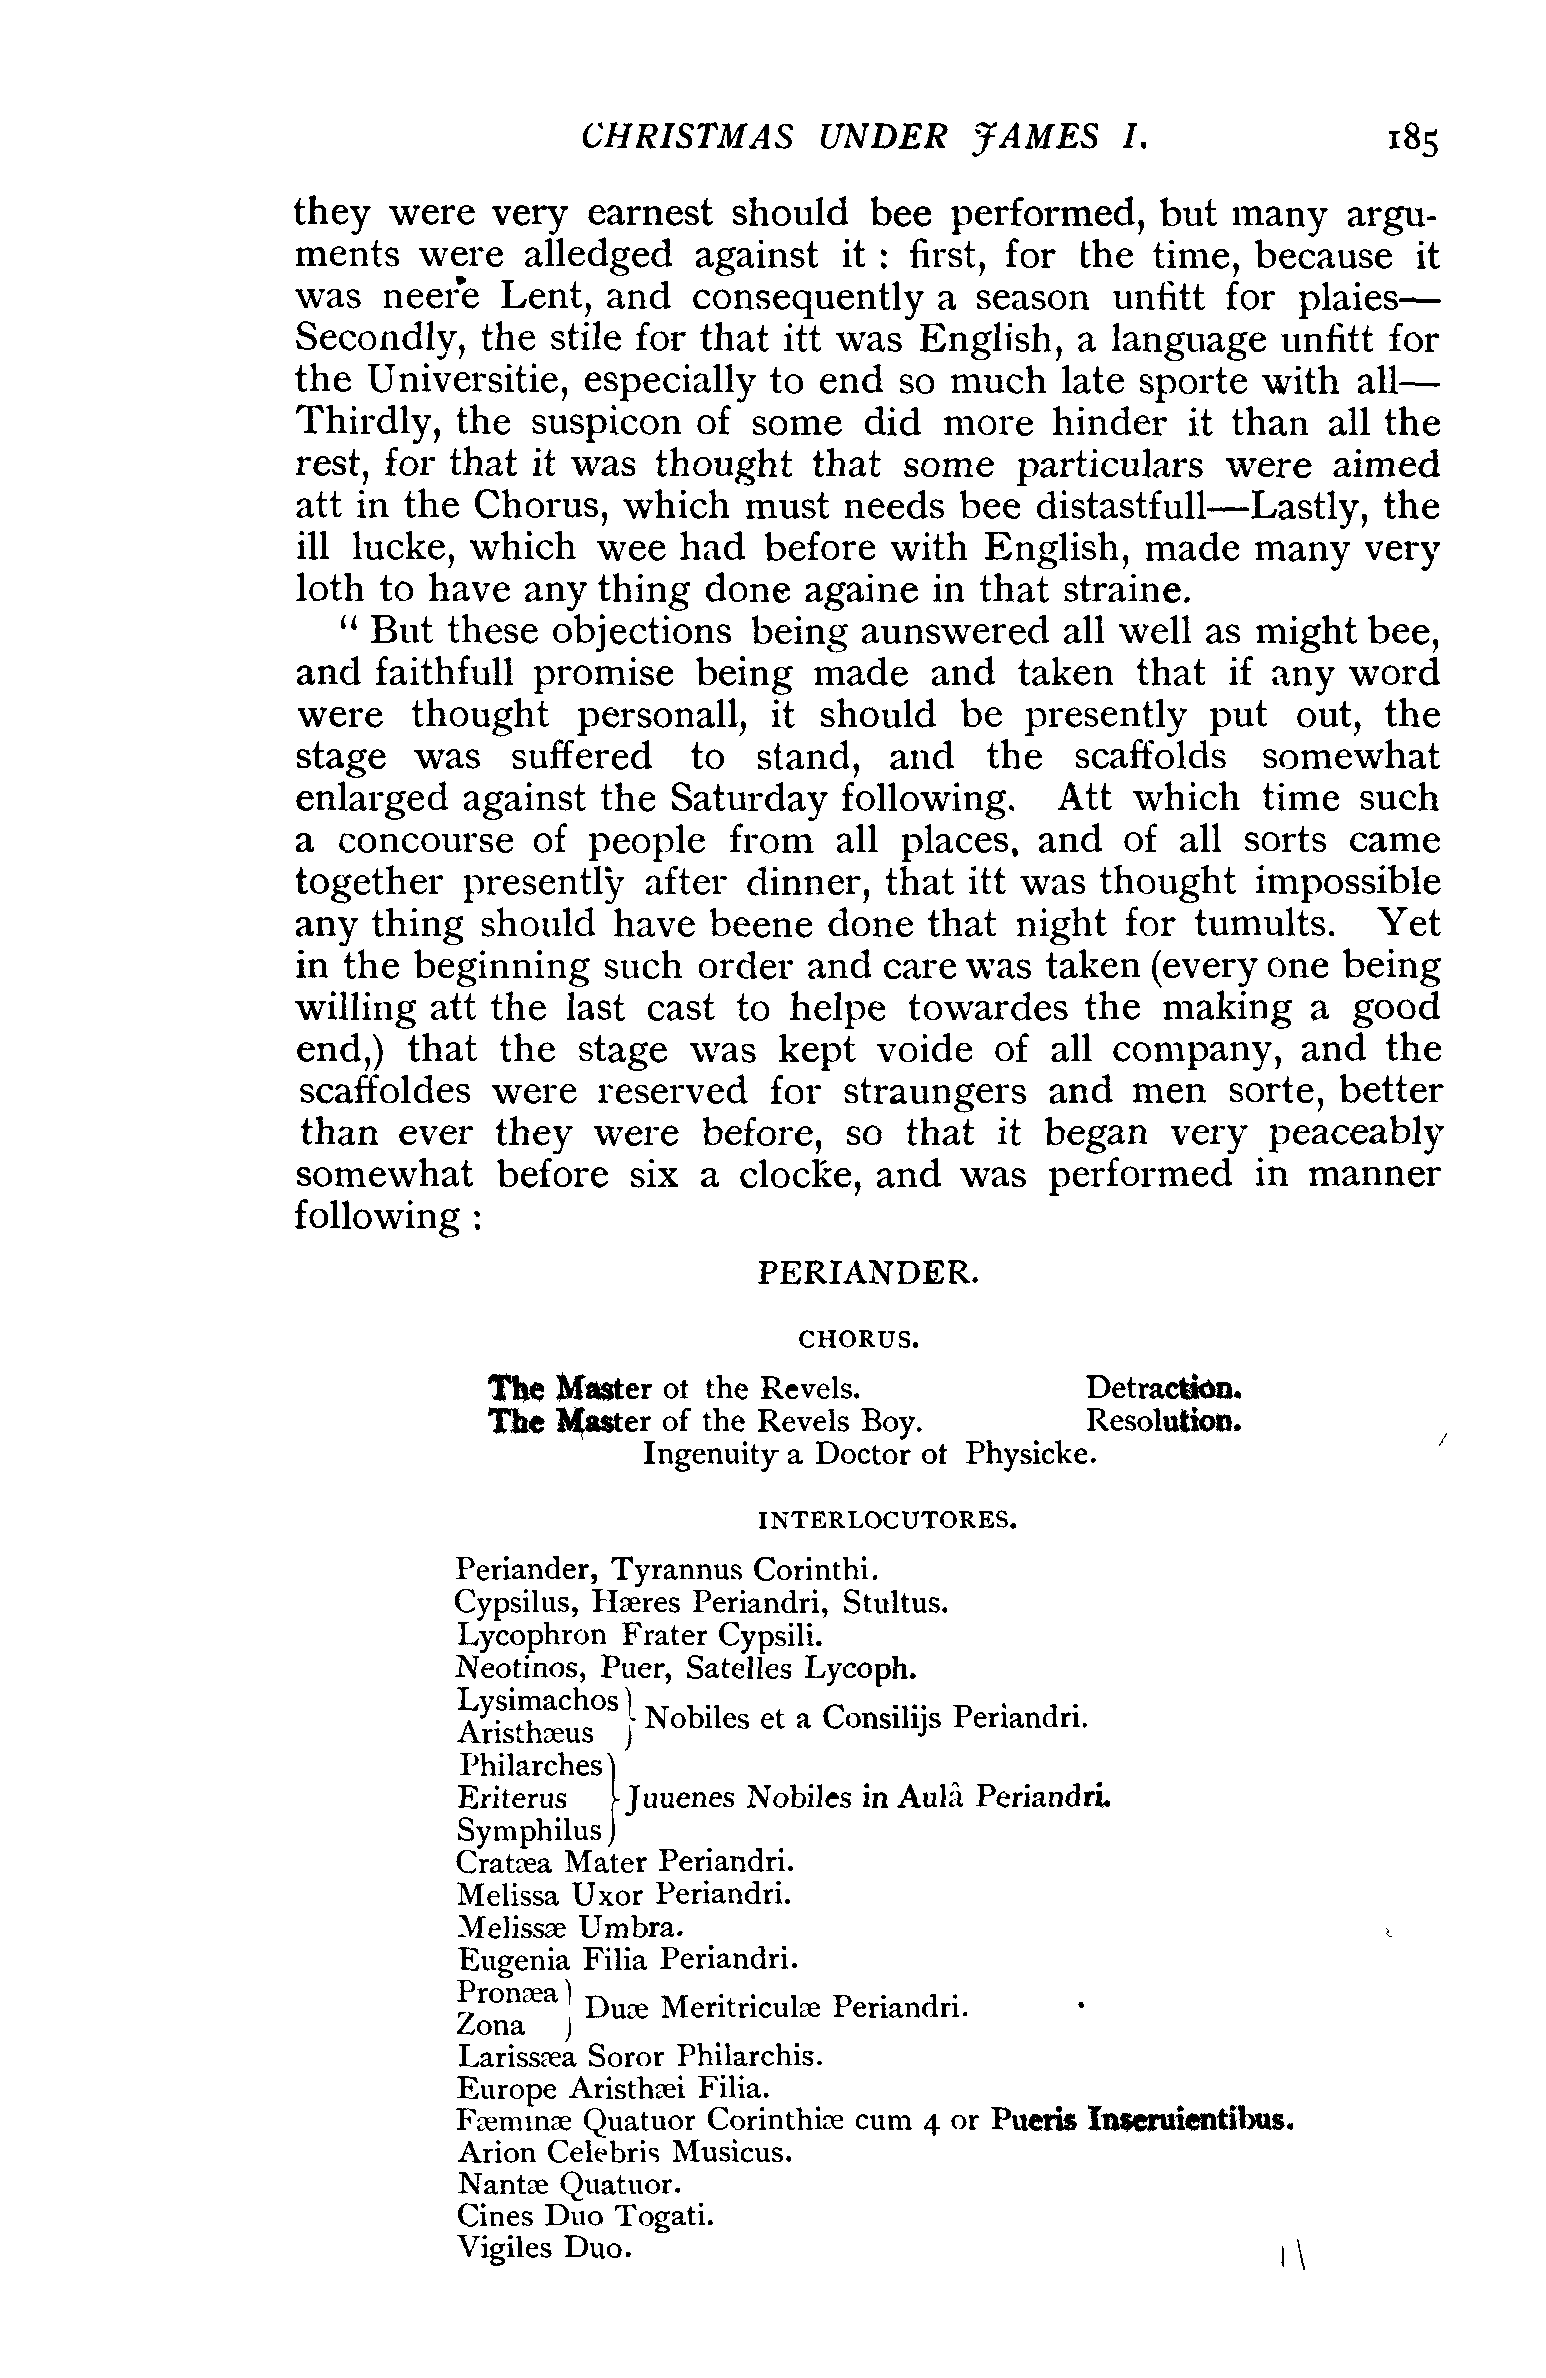 CHRISTMAS UNDER JAMES I. 185
they were very earnest should bee performed, but many argu-
ments were alledged against it : first, for the time, because it
was neere Lent, and consequently a season unfitt for plaies—
Secondly, the stile for that itt was English, a language unfitt for
the Universitie, especially to end so much late sporte with all—
Thirdly, the suspicon of some did more hinder it than all the
rest, for that it was thought that some particulars were aimed
att in the Chorus, which must needs bee distastfull—Lastly, the
ill lucke, which wee had before with English, made many very
loth to have any thing done againe in that straine.
“ But these objections being aunswered all well as might bee,
and faithfull promise being made and taken that if any word
were thought personall, it should be presently put out, the
stage was suffered to stand, and the scaffolds somewhat
enlarged against the Saturday following. Att which time such
a concourse of people from all places, and of all sorts came
together presently after dinner, that itt was thought impossible
any thing should have beene done that night for tumults. Yet
in the beginning such order and care was taken (every one being
willing att the last cast to helpe towardes the making a good
end,) that the stage was kept voide of all company, and the
scaffoldes were reserved for straungers and men sorte, better
than ever they were before, so that it began very peaceably
somewhat before six a clocke, and was performed in manner
following :
PERIANDER.
CHORUS.
The Master of the Revels. Detraction.
The Master of the Revels Boy. Resolution.
Ingenuity a Doctor of Physicke.
INTERLOCUTORES.
Periander, Tyrannus Corinthi.
Cypsilus, Hæres Periandri, Stultus.
Lycophron Frater Cypsili.
Neotinos, Puer, Satelles Lycoph.
Lysimachos
Aristhæus } Nobiles et a Consilijs Periandri.
Philarches
Eriterus } Juuenes Nobiles in Aulâ Periandri.
Symphilus
Cratæa Mater Periandri.
Melissa Uxor Periandri.
Melissæ Umbra.
Eugenia Filia Periandri.
Pronæa
Zona } Duæ Meritriculæ Periandri.
Larissæa Soror Philarchis.
Europe Aristhæi Filia.
Fæminæ Quatuor Corinthiæ cum 4 or Pueris Inseruientibus.
Arion Celebris Musicus.
Nantæ Quatuor.
Cines Duo Togati.
Vigiles Duo.